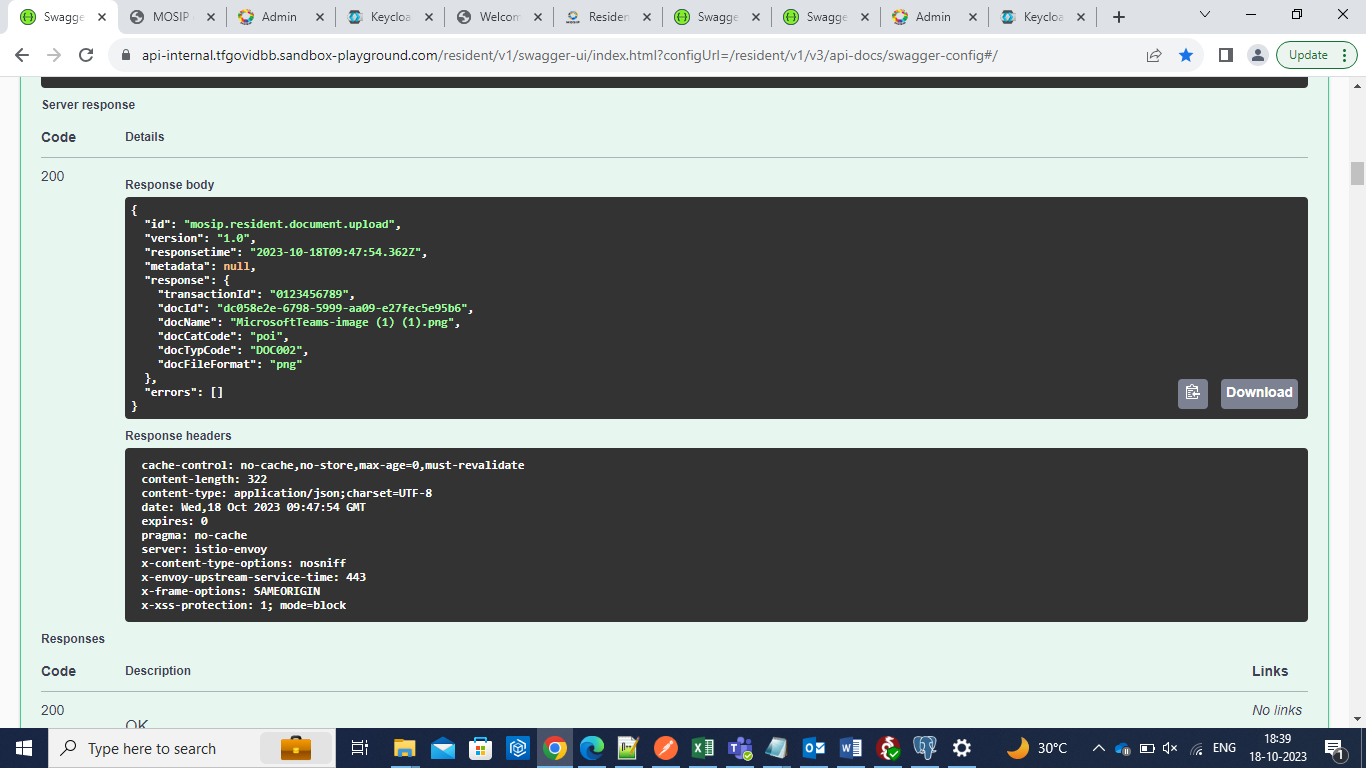 Swagge
MOSIP
Admin
Keycloa
Welcom
Residen
Swagge
Swagge
Admin
Keycloa
api-internal.tfgovidbb.sandbox-playground.com/resident/v1/swagger-ui/index.html?configUrl=/resident/v1/v3/api-docs/swagger-config#/
Update
Server response
Code Details
200
Response body
{
"id": "mosip.resident.document.upload",
"version": "1.0",
"responsetime": "2023-10-18T09:47:54.362Z",
"metadata": null,
"response": {
"transactionId": "0123456789",
"docId": "dc058e2e-6798-5999-aa09-e27fec5e95b6",
"docName": "MicrosoftTeams-image (1) (1).png",
"docCatCode": "poi",
"docTypCode": "DOC002",
"docFileFormat": "png"
},
"errors": []
}
Download
Response headers
cache-control: no-cache,no-store,max-age=0,must-revalidate
content-length: 322
content-type: application/json;charset=UTF-8
date: Wed,18 Oct 2023 09:47:54 GMT
expires: 0
pragma: no-cache
server: istio-envoy
x-content-type-options: nosniff
x-envoy-upstream-service-time: 443
x-frame-options: SAMEORIGIN
x-xss-protection: 1; mode=block
Responses
Code Description Links
200 No links
OK
Type here to search
30°C
ENG
18:39
18-10-2023
1